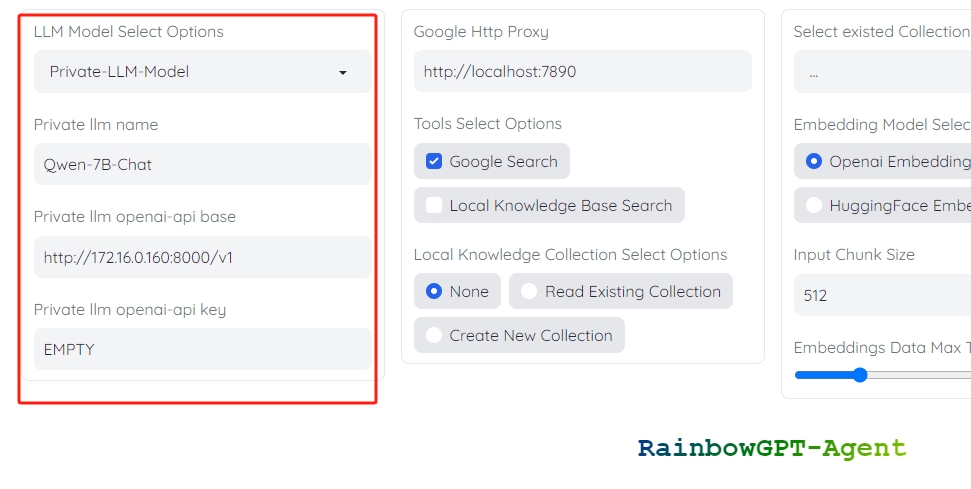 LLM Model Select Options
Private-LLM-Model
Private llm name
Qwen-7B-Chat
Private llm openai-api base
http://172.16.0.160:8000/v1
Private llm openai-api key
EMPTY
Google Http Proxy
http://localhost:7890
Tools Select Options
Google Search
Local Knowledge Base Search
Local Knowledge Collection Select Options
None
Read Existing Collection
Create New Collection
Select existed Collection
...
Embedding Model Selec
Openai Embedding
HuggingFace Embe
Input Chunk Size
512
Embeddings Data Max T
RainbowGPT-Agent